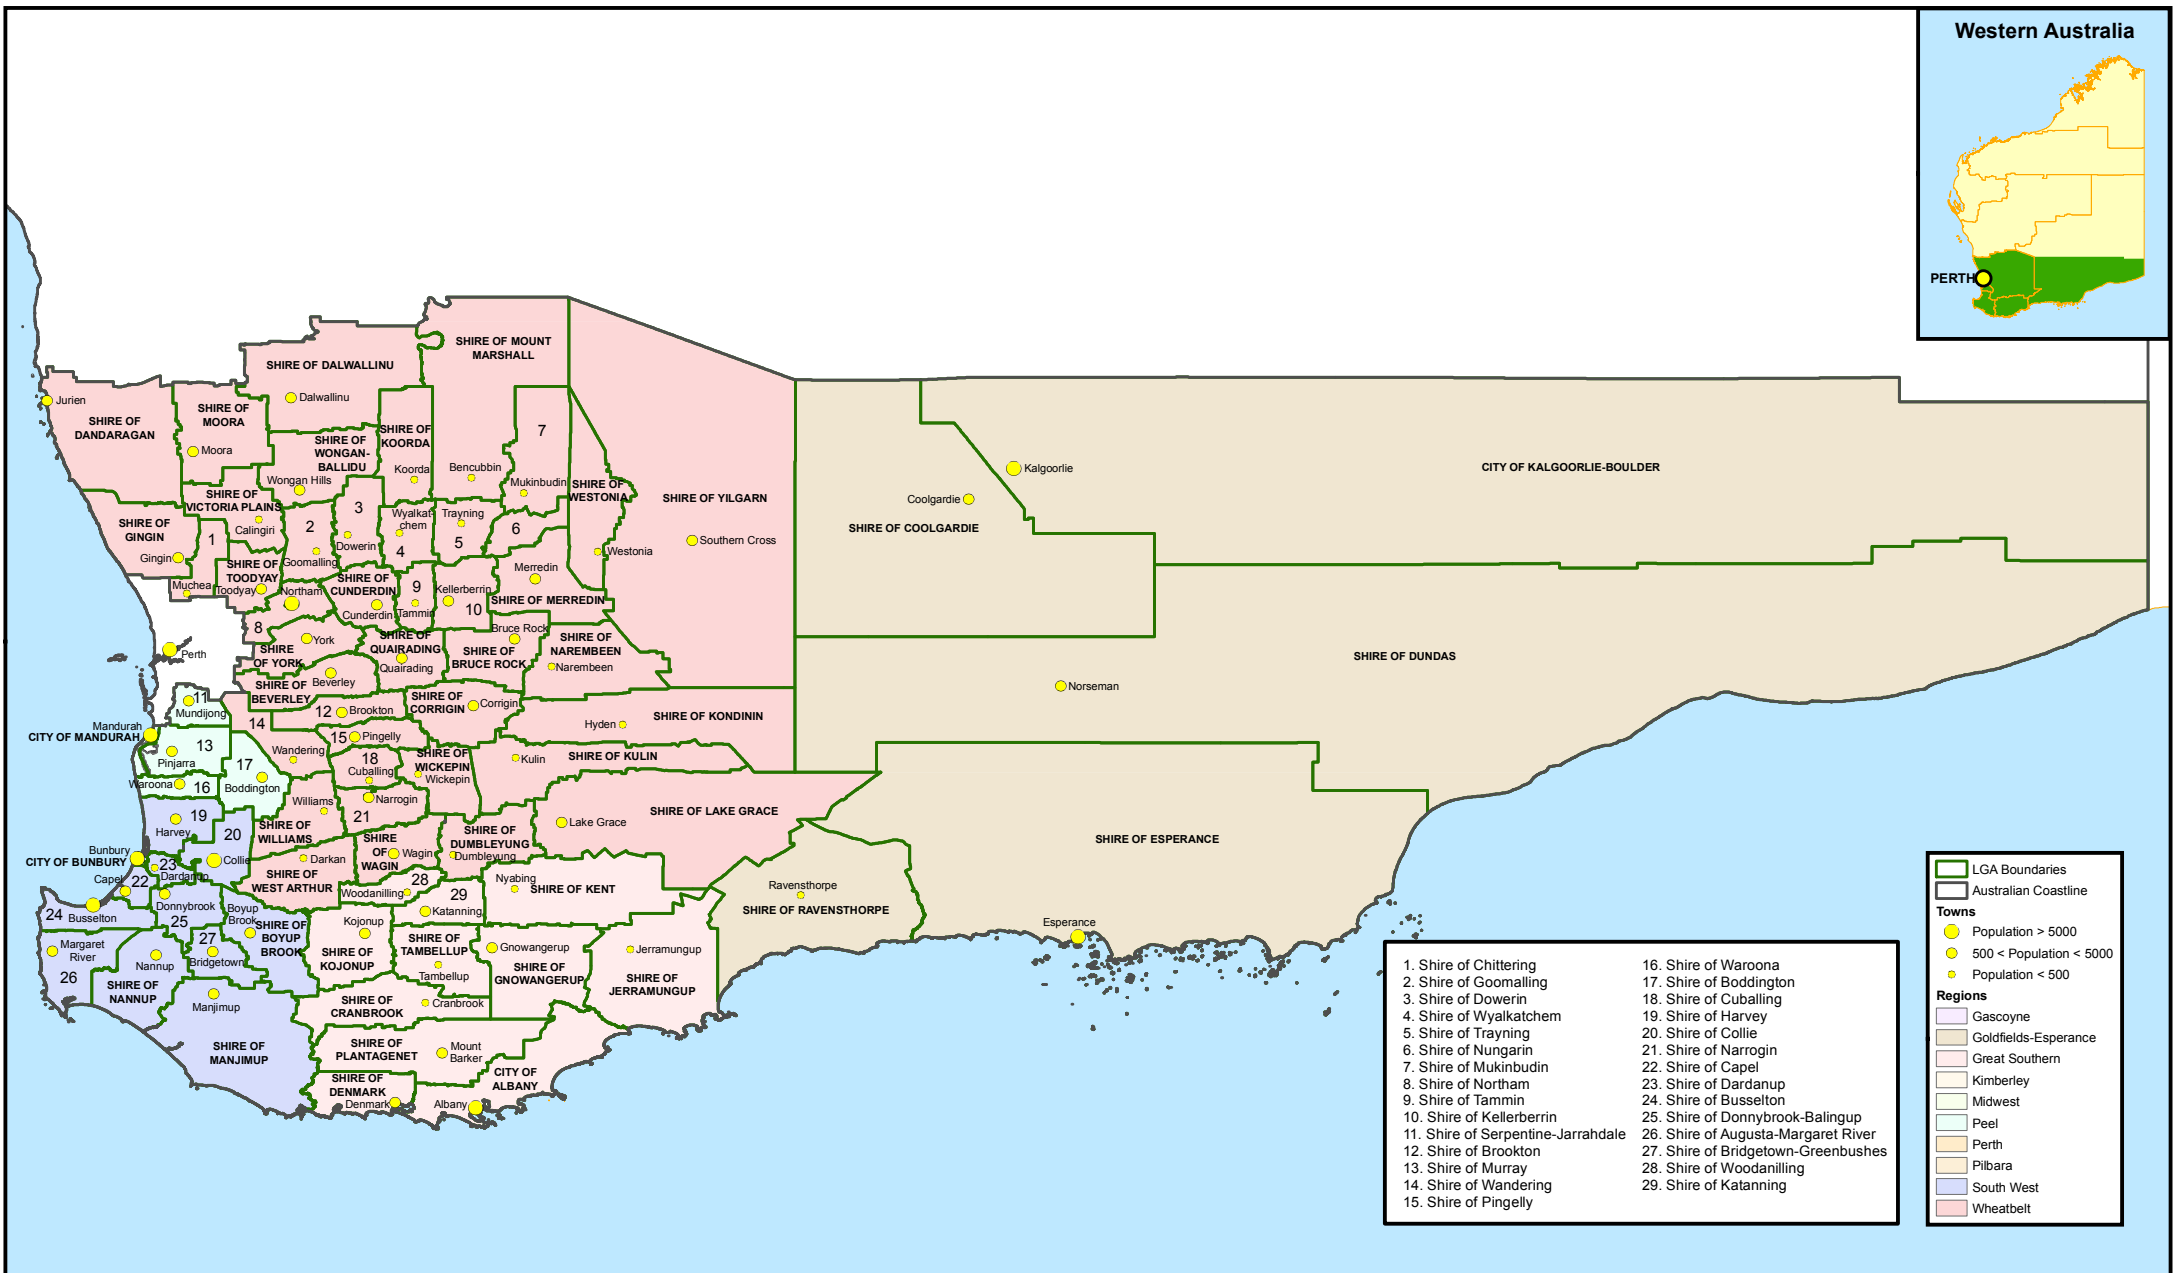 Western Australia
PERTH
SHIRE OF MOUNT
MARSHALL
SHIRE OF DALWALLINU
Dalwallinu
Jurien
SHIRE OF
DANDARAGAN
SHIRE OF
MOORA
Moora
SHIRE OF
KOORDA
Koorda
SHIRE OF
WONGAN-
BALLIDU
Wongan Hills
7
Bencubbin
Mukinbudin
SHIRE OF
WESTONIA
Westonia
SHIRE OF YILGARN
Southern Cross
SHIRE OF
VICTORIA PLAINS
Calingiri
SHIRE OF
GINGIN
Gingin
1
2
Goomalling
3
Dowerin
Wyalkat-
chem
4
Trayning
5
6
Muchea
SHIRE OF
TOODYAY
Toodyay
Northam
SHIRE OF
CUNDERDIN
Cunderdin
9
Tammin
Kellerberrin
10
Merredin
SHIRE OF MERREDIN
8
York
SHIRE
OF YORK
SHIRE OF
QUAIRADING
Quairading
Bruce Rock
SHIRE OF
BRUCE ROCK
SHIRE OF
NAREMBEEN
Narembeen
Perth
Beverley
SHIRE OF
BEVERLEY
11
Mundijong
12
Brookton
SHIRE OF
CORRIGIN
Corrigin
SHIRE OF KONDININ
Hyden
Mandurah
CITY OF MANDURAH
13
Pinjarra
14
Wandering
15
Pingelly
18
Cuballing
SHIRE OF
WICKEPIN
Wickepin
Kulin
SHIRE OF KULIN
Waroona
16
17
Boddington
Williams
SHIRE OF
WILLIAMS
Narrogin
21
Lake Grace
SHIRE OF LAKE GRACE
19
Harvey
20
Collie
Bunbury
CITY OF BUNBURY
23
Dardanup
Capel
22
Darkan
SHIRE OF
WEST ARTHUR
SHIRE
OF
WAGIN
Wagin
SHIRE OF
DUMBLEYUNG
Dumbleyung
28
Woodanilling
29
Katanning
Nyabing
SHIRE OF KENT
24
Busselton
Donnybrook
25
Boyup
Brook
SHIRE OF
BOYUP
BROOK
Margaret
River
26
Nannup
SHIRE OF
NANNUP
27
Bridgetown
Kojonup
SHIRE OF
KOJONUP
SHIRE OF
TAMBELLUP
Tambellup
Gnowangerup
SHIRE OF
GNOWANGERUP
Jerramungup
SHIRE OF
JERRAMUNGUP
Manjimup
SHIRE OF
MANJIMUP
Cranbrook
SHIRE OF
CRANBROOK
SHIRE OF
PLANTAGENET
Mount
Barker
CITY OF
ALBANY
SHIRE OF
DENMARK
Denmark
Albany
Kalgoorlie
CITY OF KALGOORLIE-BOULDER
Coolgardie
SHIRE OF COOLGARDIE
SHIRE OF DUNDAS
Norseman
SHIRE OF ESPERANCE
Ravensthorpe
SHIRE OF RAVENSTHORPE
Esperance
1. Shire of Chittering
2. Shire of Goomalling
3. Shire of Dowerin
4. Shire of Wyalkatchem
5. Shire of Trayning
6. Shire of Nungarin
7. Shire of Mukinbudin
8. Shire of Northam
9. Shire of Tammin
10. Shire of Kellerberrin
11. Shire of Serpentine-Jarrahdale
12. Shire of Brookton
13. Shire of Murray
14. Shire of Wandering
15. Shire of Pingelly
16. Shire of Waroona
17. Shire of Boddington
18. Shire of Cuballing
19. Shire of Harvey
20. Shire of Collie
21. Shire of Narrogin
22. Shire of Capel
23. Shire of Dardanup
24. Shire of Busselton
25. Shire of Donnybrook-Balingup
26. Shire of Augusta-Margaret River
27. Shire of Bridgetown-Greenbushes
28. Shire of Woodanilling
29. Shire of Katanning
LGA Boundaries
Australian Coastline
Towns
Population > 5000
500 < Population < 5000
Population < 500
Regions
Gascoyne
Goldfields-Esperance
Great Southern
Kimberley
Midwest
Peel
Perth
Pilbara
South West
Wheatbelt